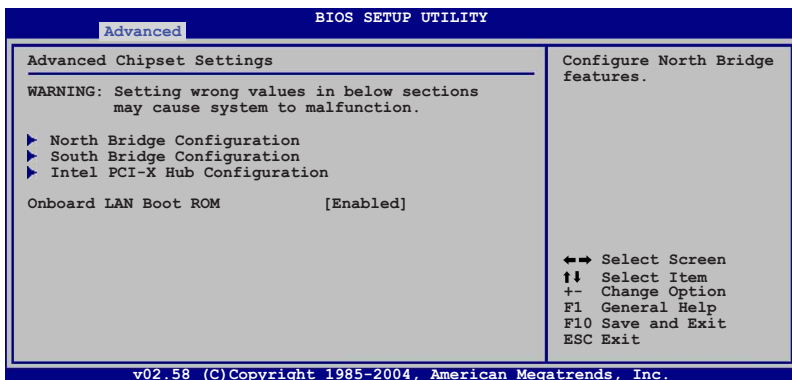 BIOS SETUP UTILITY
Advanced
Advanced Chipset Settings
WARNING: Setting wrong values in below sections
may cause system to malfunction.
North Bridge Configuration
South Bridge Configuration
Intel PCI-X Hub Configuration
Onboard LAN Boot ROM [Enabled]
Configure North Bridge
features.
Select Screen
Select Item
+- Change Option
F1 General Help
F10 Save and Exit
ESC Exit
v02.58 (C)Copyright 1985-2004, American Megatrends, Inc.